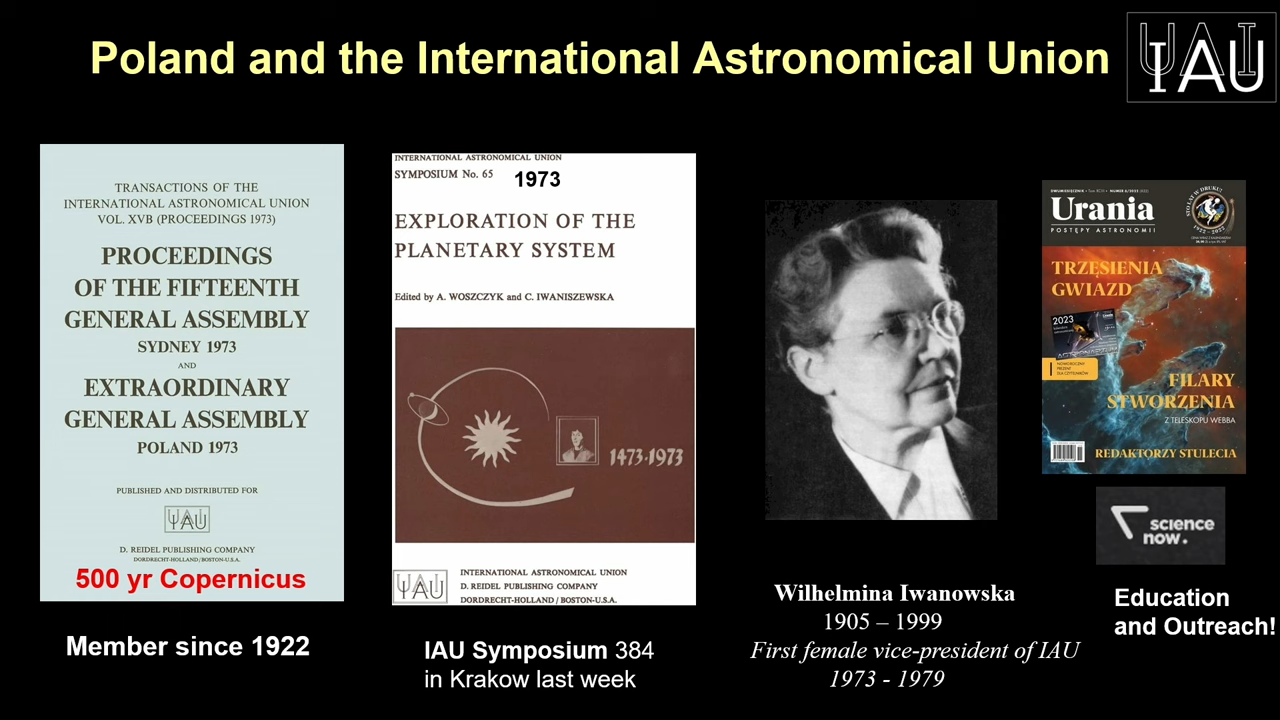 Poland and the International Astronomical Union
IAU
TRANSACTIONS OF THE
INTERNATIONAL ASTRONOMICAL UNION
VOL. XVB (PROCEEDINGS 1973)
PROCEEDINGS
OF THE FIFTEENTH
GENERAL ASSEMBLY
SYDNEY 1973
AND
EXTRAORDINARY
GENERAL ASSEMBLY
POLAND 1973
PUBLISHED AND DISTRIBUTED FOR
IAU
D. REIDEL PUBLISHING COMPANY
DORDRECHT-HOLLAND/BOSTON-U.S.A.
500 yr Copernicus
Member since 1922
INTERNATIONAL ASTRONOMICAL UNION
SYMPOSIUM No. 65
1973
EXPLORATION OF THE
PLANETARY SYSTEM
Edited by A. WOSZCZYK and C. IWANISZEWSKA
1473-1973
IAU
INTERNATIONAL ASTRONOMICAL UNION
D. REIDEL PUBLISHING COMPANY
DORDRECHT-HOLLAND / BOSTON-U.S.A.
IAU Symposium 384
in Krakow last week
Wilhelmina Iwanowska
1905 – 1999
First female vice-president of IAU
1973 - 1979
Urania
POSTĘPY ASTRONOMII
STO LAT W DRUKU!
1922 - 2022
TRZĘSIENIA
GWIAZD
2023
FILARY
STWORZENIA
Z TELESKOPU WEBBA
REDAKTORZY STULECIA
science
now.
Education
and Outreach!